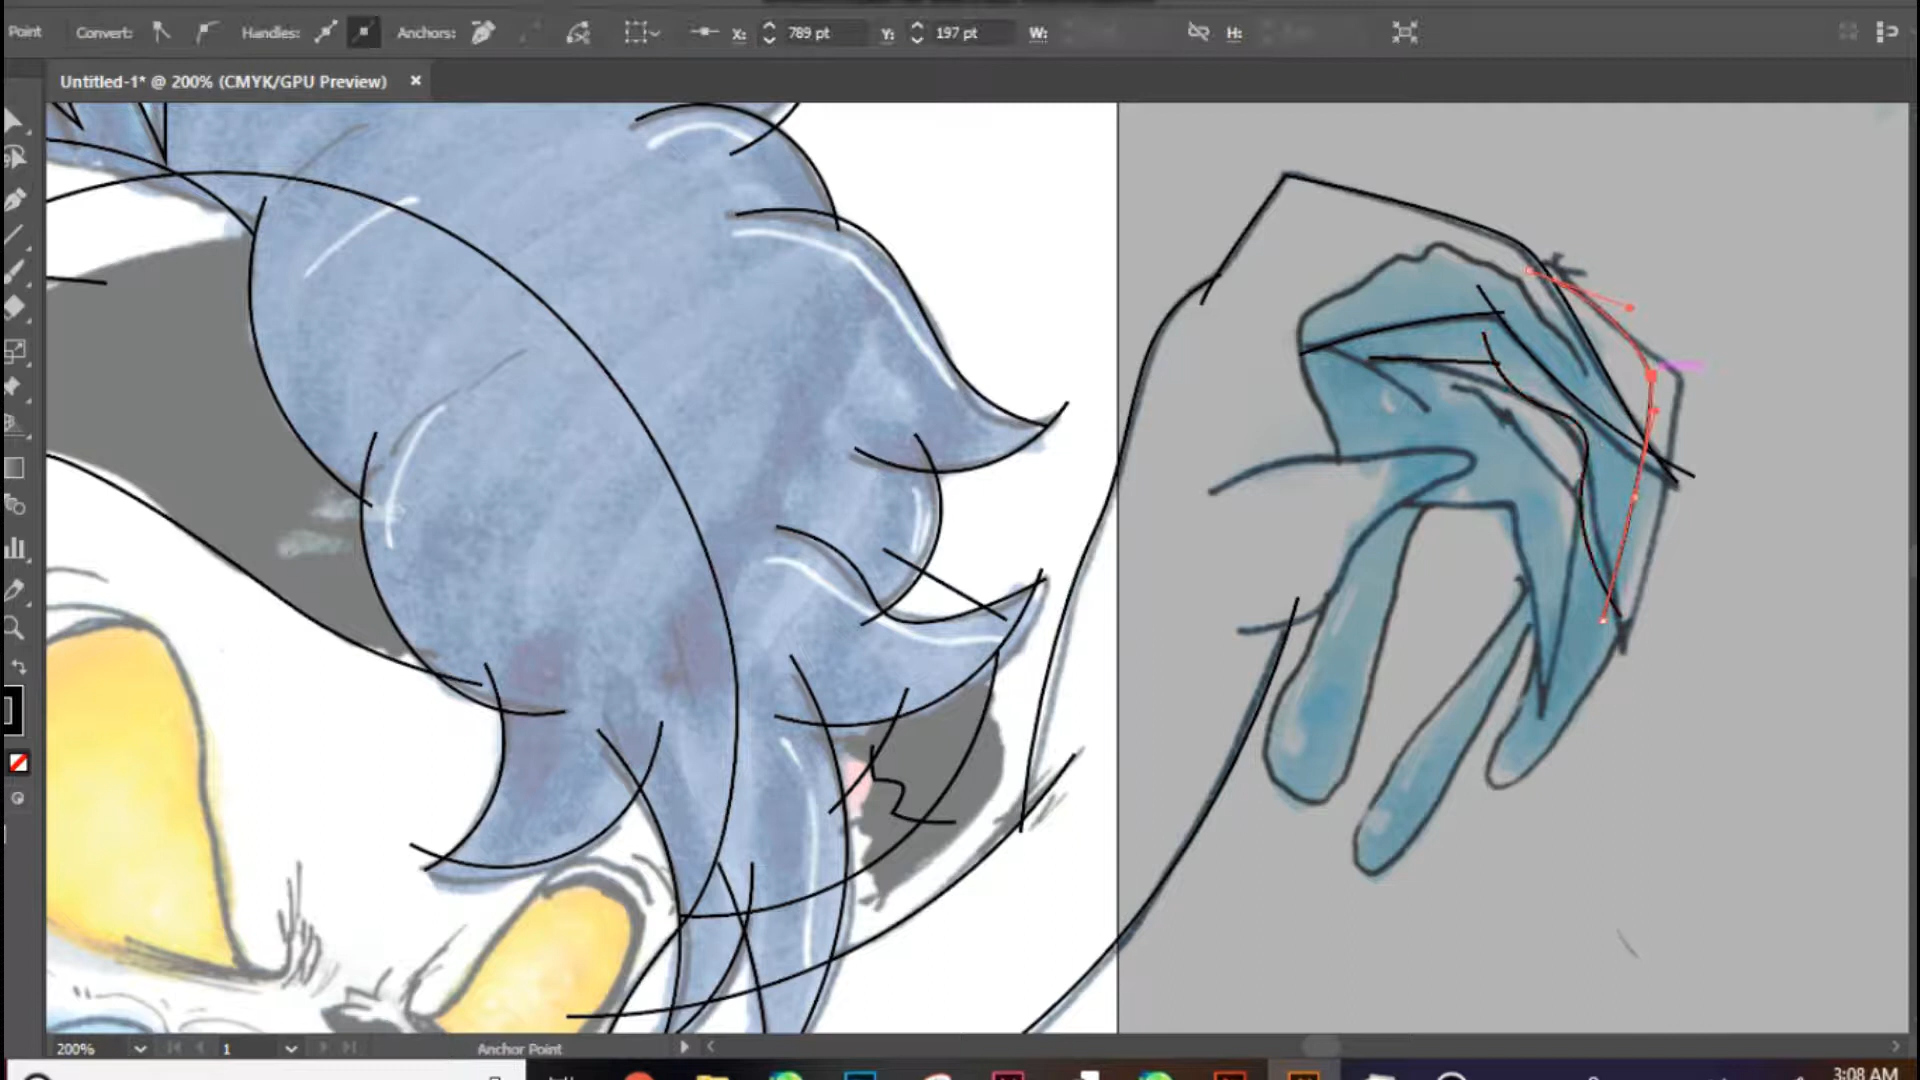 Point Convert: Handles: Anchors: X: 789 pt Y: 197 pt W: H:
Untitled-1* @ 200% (CMYK/GPU Preview) ×
200% 1 Anchor Point
3:08 AM